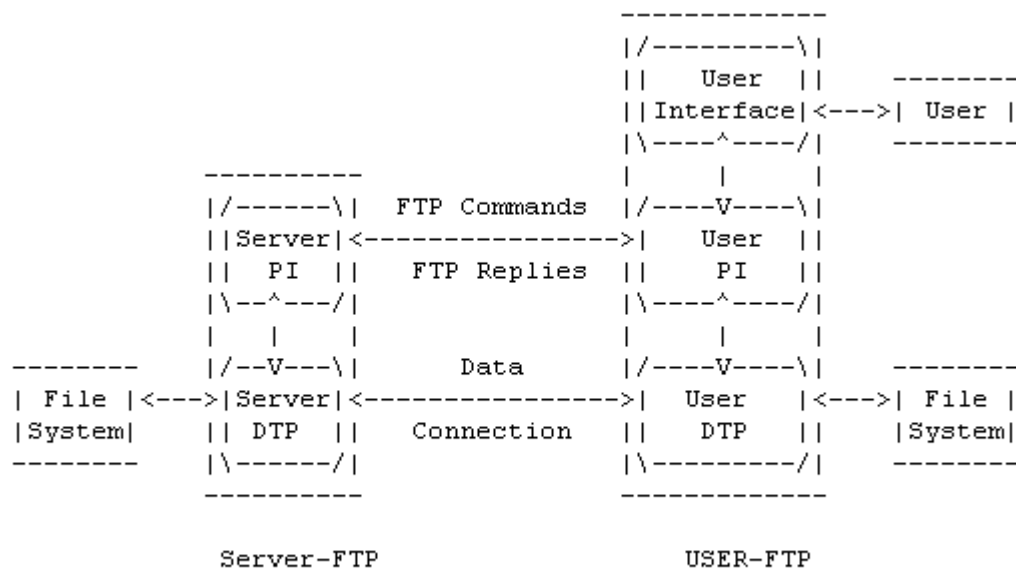 -------------
                                      |/---------\|
                                      ||   User  ||    --------
                                      ||Interface|<--->| User |
                                      |\----^----/|    --------
            ----------                |     |     |
            |/------\|  FTP Commands  |/----V----\|
            ||Server|<---------------->|   User  ||
            ||  PI  ||   FTP Replies  ||    PI   ||
            |\--^---/|                |\----^----/|
            |   |    |                |     |     |
--------    |/--V---\|      Data      |/----V----\|    --------
| File |<--->|Server|<---------------->|  User   |<--->| File |
|System|    || DTP  ||   Connection   ||   DTP   ||    |System|
--------    |\------/|                |\---------/|    --------
            ----------                -------------

             Server-FTP                   USER-FTP